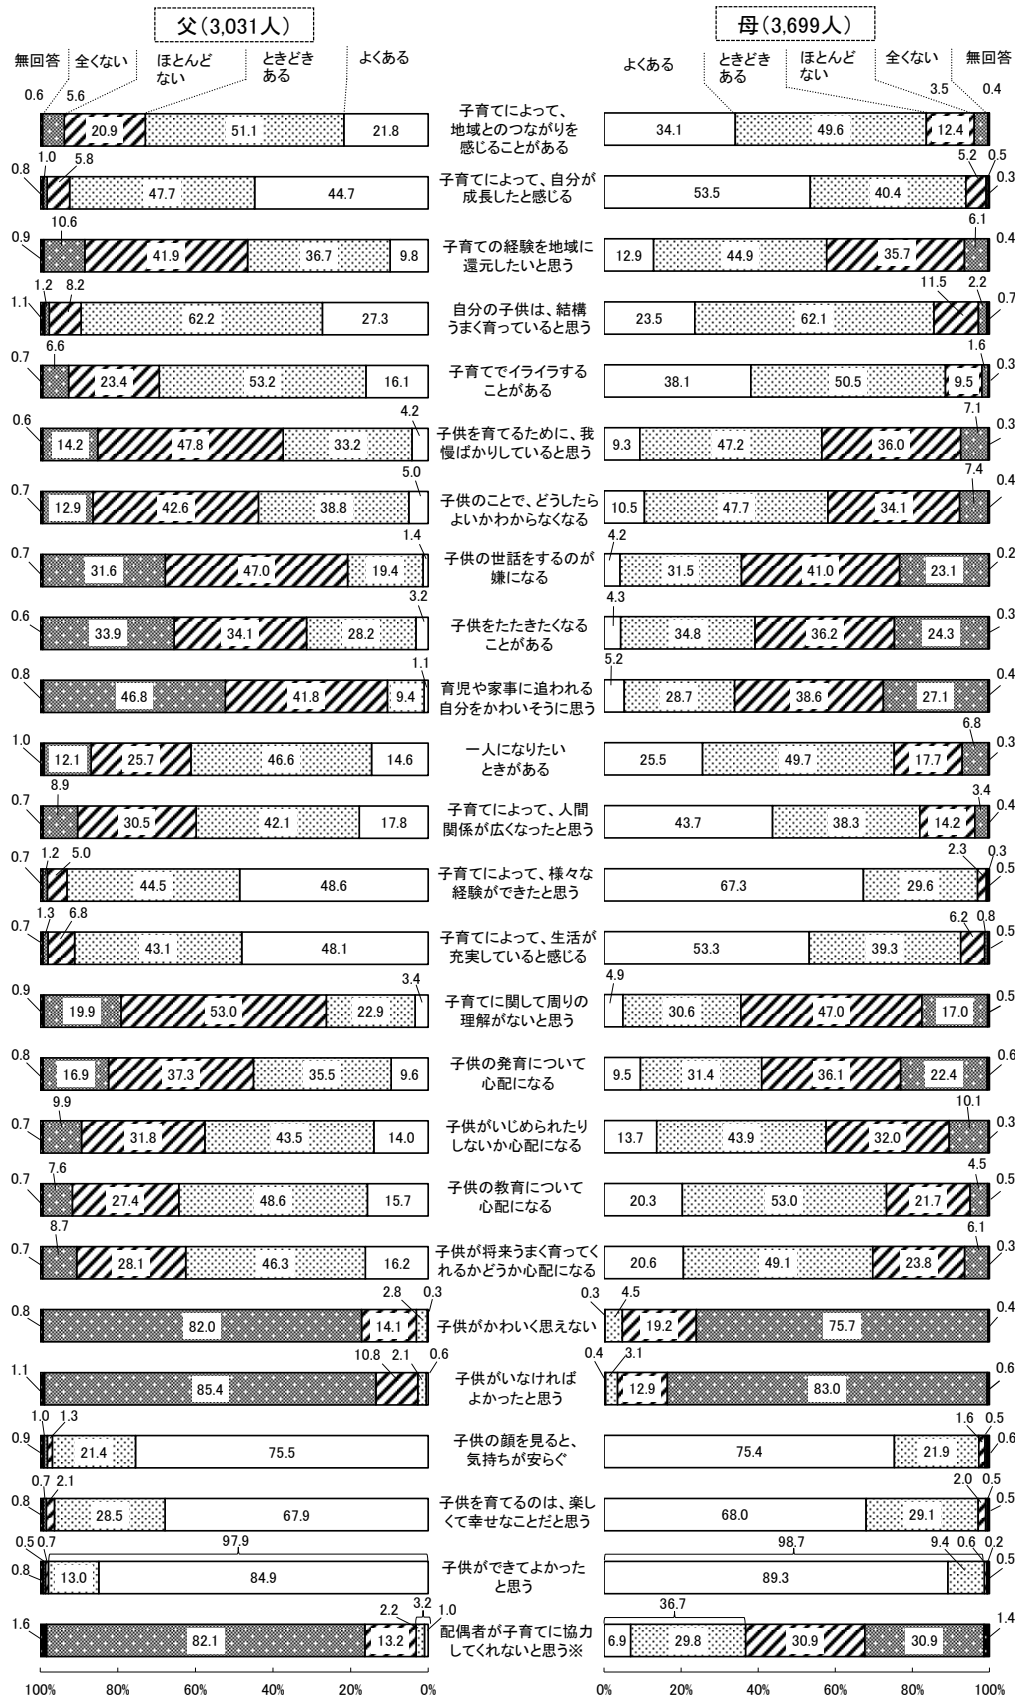 父(3,031人) 母(3,699人)
無回答 全くない ほとんどない ときどきある よくある よくある ときどきある ほとんどない 全くない 無回答
0.6 5.6 20.9 51.1 21.8 子育てによって、地域とのつながりを感じることがある 34.1 49.6 12.4 3.5 0.4
0.8 1.0 5.8 47.7 44.7 子育てによって、自分が成長したと感じる 53.5 40.4 5.2 0.5 0.3
0.9 10.6 41.9 36.7 9.8 子育ての経験を地域に還元したいと思う 12.9 44.9 35.7 6.1 0.4
1.1 1.2 8.2 62.2 27.3 自分の子供は、結構うまく育っていると思う 23.5 62.1 11.5 2.2 0.7
0.7 6.6 23.4 53.2 16.1 子育てでイライラすることがある 38.1 50.5 9.5 1.6 0.3
0.6 14.2 47.8 33.2 4.2 子供を育てるために、我慢ばかりしていると思う 9.3 47.2 36.0 7.1 0.3
0.7 12.9 42.6 38.8 5.0 子供のことで、どうしたらよいかわからなくなる 10.5 47.7 34.1 7.4 0.4
0.7 31.6 47.0 19.4 1.4 子供の世話をするのが嫌になる 4.2 31.5 41.0 23.1 0.2
0.6 33.9 34.1 28.2 3.2 子供をたたきたくなることがある 4.3 34.8 36.2 24.3 0.3
0.8 46.8 41.8 9.4 1.1 育児や家事に追われる自分をかわいそうに思う 5.2 28.7 38.6 27.1 0.4
1.0 12.1 25.7 46.6 14.6 一人になりたいときがある 25.5 49.7 17.7 6.8 0.3
0.7 8.9 30.5 42.1 17.8 子育てによって、人間関係が広くなったと思う 43.7 38.3 14.2 3.4 0.4
0.7 1.2 5.0 44.5 48.6 子育てによって、様々な経験ができたと思う 67.3 29.6 2.3 0.3 0.5
0.7 1.3 6.8 43.1 48.1 子育てによって、生活が充実していると感じる 53.3 39.3 6.2 0.8 0.5
0.9 19.9 53.0 22.9 3.4 子育てに関して周りの理解がないと思う 4.9 30.6 47.0 17.0 0.5
0.8 16.9 37.3 35.5 9.6 子供の発育について心配になる 9.5 31.4 36.1 22.4 0.6
0.7 9.9 31.8 43.5 14.0 子供がいじめられたりしないか心配になる 13.7 43.9 32.0 10.1 0.3
0.7 7.6 27.4 48.6 15.7 子供の教育について心配になる 20.3 53.0 21.7 4.5 0.5
0.7 8.7 28.1 46.3 16.2 子供が将来うまく育ってくれるかどうか心配になる 20.6 49.1 23.8 6.1 0.3
0.8 82.0 14.1 2.8 0.3 子供がかわいく思えない 0.3 4.5 19.2 75.7 0.4
1.1 85.4 10.8 2.1 0.6 子供がいなければよかったと思う 0.4 3.1 12.9 83.0 0.6
0.9 1.0 1.3 21.4 75.5 子供の顔を見ると、気持ちが安らぐ 75.4 21.9 1.6 0.5 0.6
0.8 0.7 2.1 28.5 67.9 子供を育てるのは、楽しくて幸せなことだと思う 68.0 29.1 2.0 0.5 0.5
0.8 0.5 0.7 97.9 13.0 84.9 子供ができてよかったと思う 98.7 89.3 9.4 0.6 0.2 0.5
1.6 82.1 13.2 2.2 3.2 1.0 配偶者が子育てに協力してくれないと思う※ 36.7 6.9 29.8 30.9 30.9 1.4
100% 80% 60% 40% 20% 0% 0% 20% 40% 60% 80% 100%